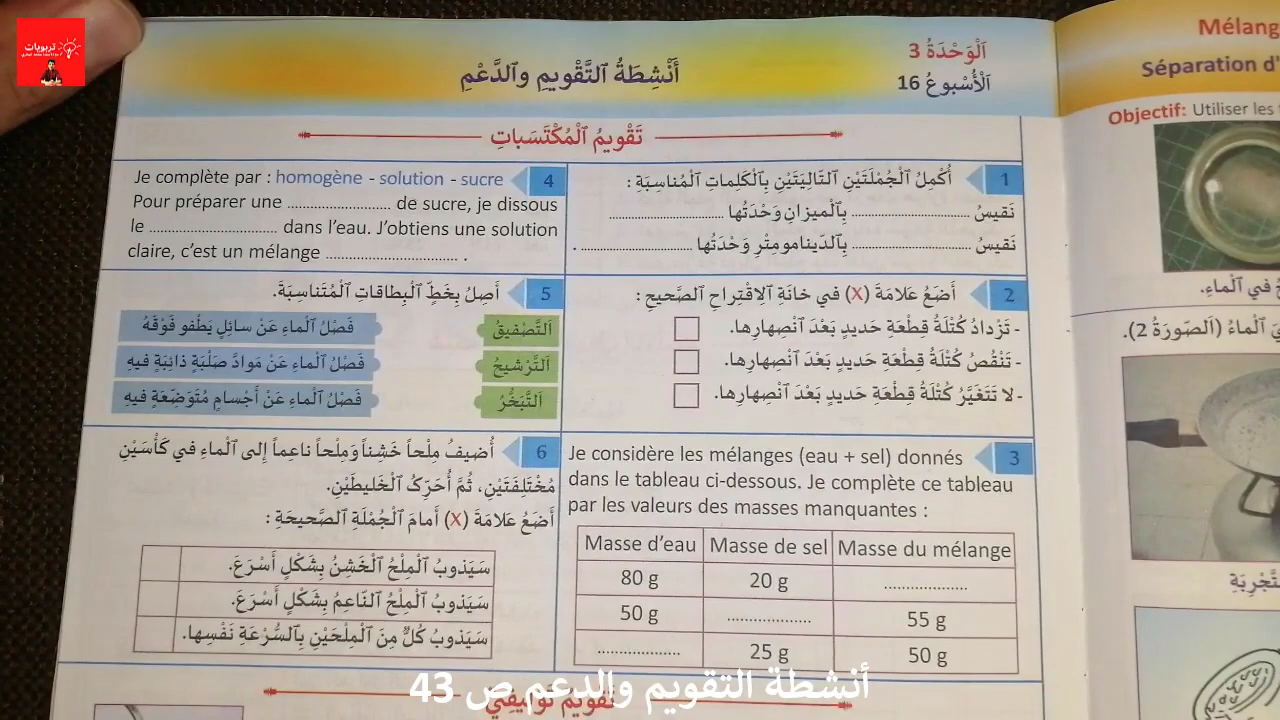 تربويات
اَلْوَحْدَةُ 3
اَلْأُسْبوعُ 16
أَنْشِطَةُ ٱلتَّقْويمِ وٱلدَّعْمِ
تَقْويمُ ٱلْمُكْتَسَباتِ
1 أُكْمِلُ ٱلْجُمْلَتَيْنِ ٱلتّالِيَتَيْنِ بِٱلْكَلِماتِ ٱلْمُناسِبَةِ :
نَقيسُ .............................. بِٱلْميزانِ وَحْدَتُها ..............................
نَقيسُ .............................. بِٱلدّينامومِتْرِ وَحْدَتُها .............................. .
2 أَضَعُ عَلامَةَ (X) في خانَةِ ٱلِاقْتِراحِ ٱلصَّحيحِ :
- تَزْدادُ كُتْلَةُ قِطْعَةِ حَديدٍ بَعْدَ ٱنْصِهارِها.
- تَنْقُصُ كُتْلَةُ قِطْعَةِ حَديدٍ بَعْدَ ٱنْصِهارِها.
- لا تَتَغَيَّرُ كُتْلَةُ قِطْعَةِ حَديدٍ بَعْدَ ٱنْصِهارِها.
3 Je considère les mélanges (eau + sel) donnés
dans le tableau ci-dessous. Je complète ce tableau
par les valeurs des masses manquantes :
Masse d’eau Masse de sel Masse du mélange
80 g 20 g ....................
50 g .................... 55 g
.................... 25 g 50 g
4 Je complète par : homogène - solution - sucre
Pour préparer une ......................... de sucre, je dissous
le .............................. dans l’eau. J’obtiens une solution
claire, c’est un mélange .............................. .
5 أَصِلُ بِخَطٍّ ٱلْبِطاقاتِ ٱلْمُتَناسِبَةَ.
اَلتَّصْفيقُ فَصْلُ ٱلْماءِ عَنْ سائِلٍ يَطْفو فَوْقَهُ
اَلتَّرْشيحُ فَصْلُ ٱلْماءِ عَنْ مَوادَّ صَلْبَةٍ ذائِبَةٍ فيهِ
اَلتَّبَخُّرُ فَصْلُ ٱلْماءِ عَنْ أَجْسامٍ مُتَوَضِّعَةٍ فيهِ
6 أُضيفُ مِلْحاً خَشِناً وَمِلْحاً ناعِماً إِلى ٱلْماءِ في كَأْسَيْنِ
مُخْتَلِفَتَيْنِ، ثُمَّ أُحَرِّكُ ٱلْخَليطَيْنِ.
أَضَعُ عَلامَةَ (X) أَمامَ ٱلْجُمْلَةِ ٱلصَّحيحَةِ :
سَيَذوبُ ٱلْمِلْحُ ٱلْخَشِنُ بِشَكْلٍ أَسْرَعَ.
سَيَذوبُ ٱلْمِلْحُ ٱلنّاعِمُ بِشَكْلٍ أَسْرَعَ.
سَيَذوبُ كُلٌّ مِنَ ٱلْمِلْحَيْنِ بِٱلسُّرْعَةِ نَفْسِها.
تَقْويمٌ تَوْليفِيٌّ
أنشطة التقويم والدعم ص 43
Mélang
Séparation d'
Objectif: Utiliser les
في ٱلْماءِ.
ٱلْماءُ (اَلصّورَةُ 2).